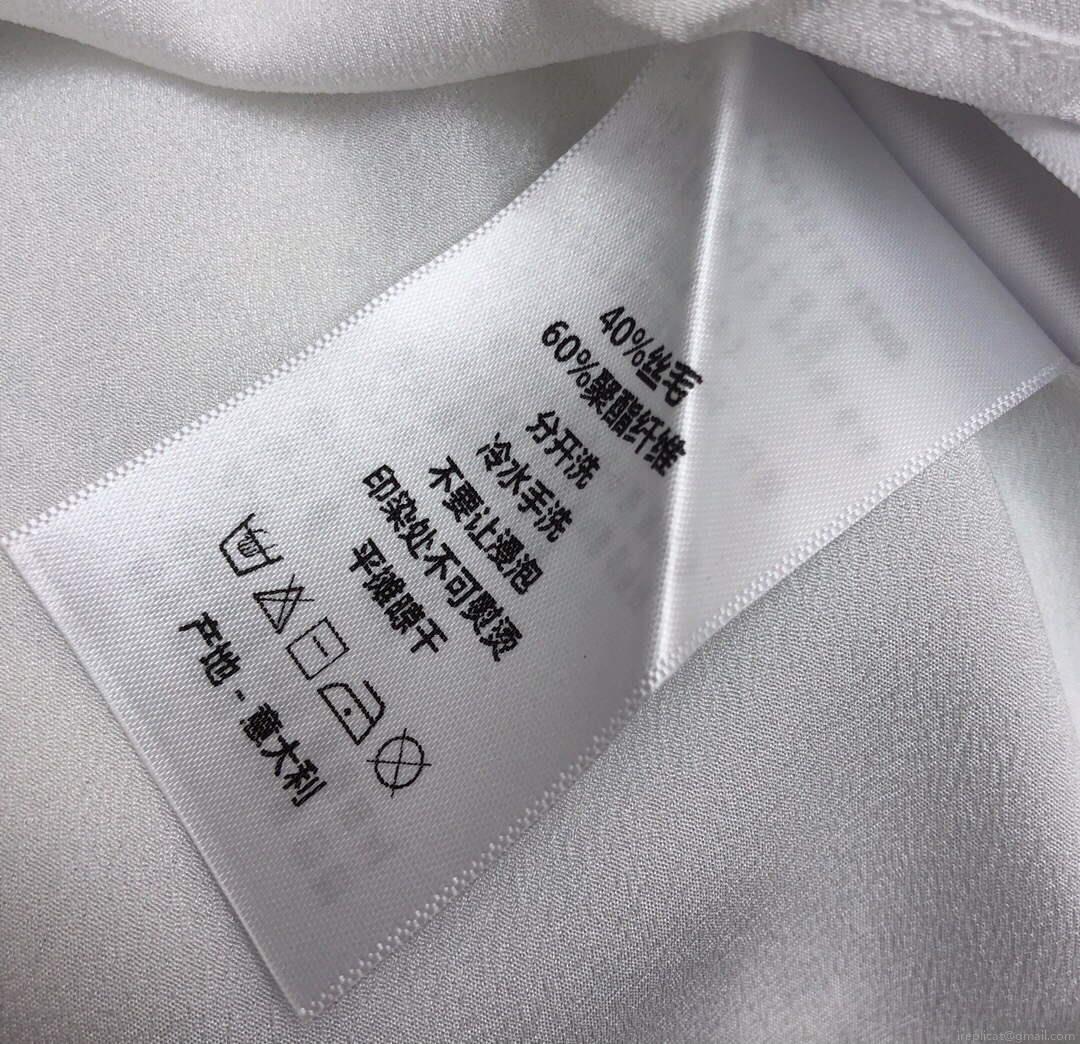 40%丝毛
60%聚酯纤维
分开洗
冷水手洗
不要让漫泡
印染处不可熨烫
平摊晾干
产地 - 意大利
ireplicat@gmail.com